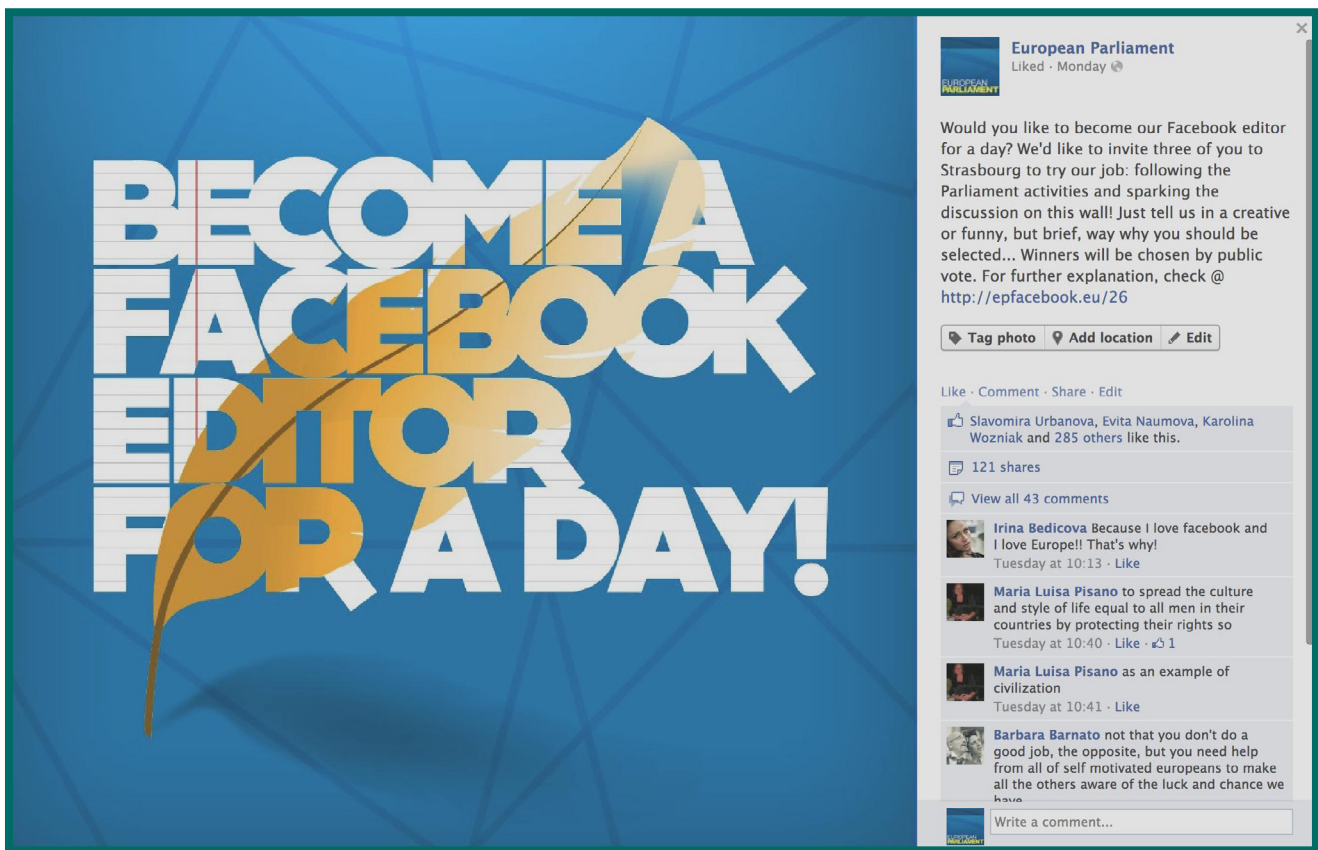 BECOME A
FACEBOOK
EDITOR
FOR A DAY!
EUROPEAN
PARLIAMENT
European Parliament
Liked · Monday
Would you like to become our Facebook editor
for a day? We'd like to invite three of you to
Strasbourg to try our job: following the
Parliament activities and sparking the
discussion on this wall! Just tell us in a creative
or funny, but brief, way why you should be
selected... Winners will be chosen by public
vote. For further explanation, check @
http://epfacebook.eu/26
Tag photo Add location Edit
Like · Comment · Share · Edit
Slavomira Urbanova, Evita Naumova, Karolina
Wozniak and 285 others like this.
121 shares
View all 43 comments
Irina Bedicova Because I love facebook and
I love Europe!! That's why!
Tuesday at 10:13 · Like
Maria Luisa Pisano to spread the culture
and style of life equal to all men in their
countries by protecting their rights so
Tuesday at 10:40 · Like · 1
Maria Luisa Pisano as an example of
civilization
Tuesday at 10:41 · Like
Barbara Barnato not that you don't do a
good job, the opposite, but you need help
from all of self motivated europeans to make
all the others aware of the luck and chance we
have
EUROPEAN
PARLIAMENT
Write a comment...